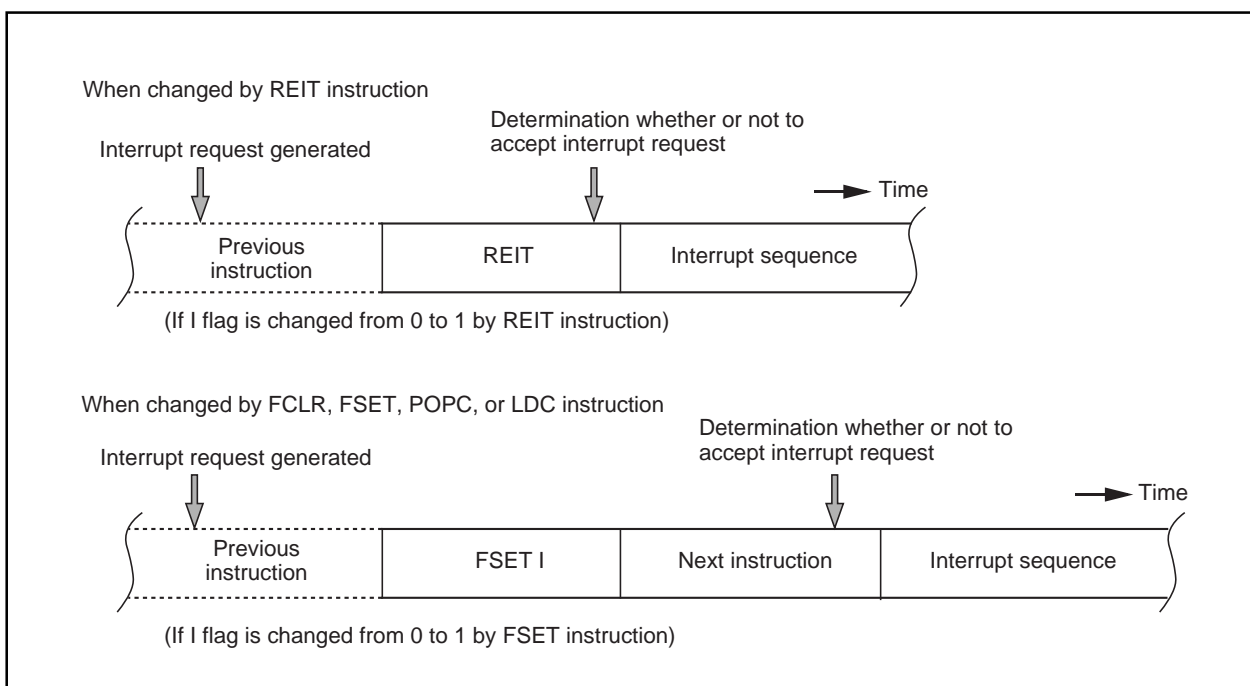 When changed by REIT instruction
Determination whether or not to
accept interrupt request
Interrupt request generated
Time
Previous
instruction
REIT
Interrupt sequence
(If I flag is changed from 0 to 1 by REIT instruction)
When changed by FCLR, FSET, POPC, or LDC instruction
Determination whether or not to
accept interrupt request
Interrupt request generated
Time
Previous
instruction
FSET I
Next instruction
Interrupt sequence
(If I flag is changed from 0 to 1 by FSET instruction)